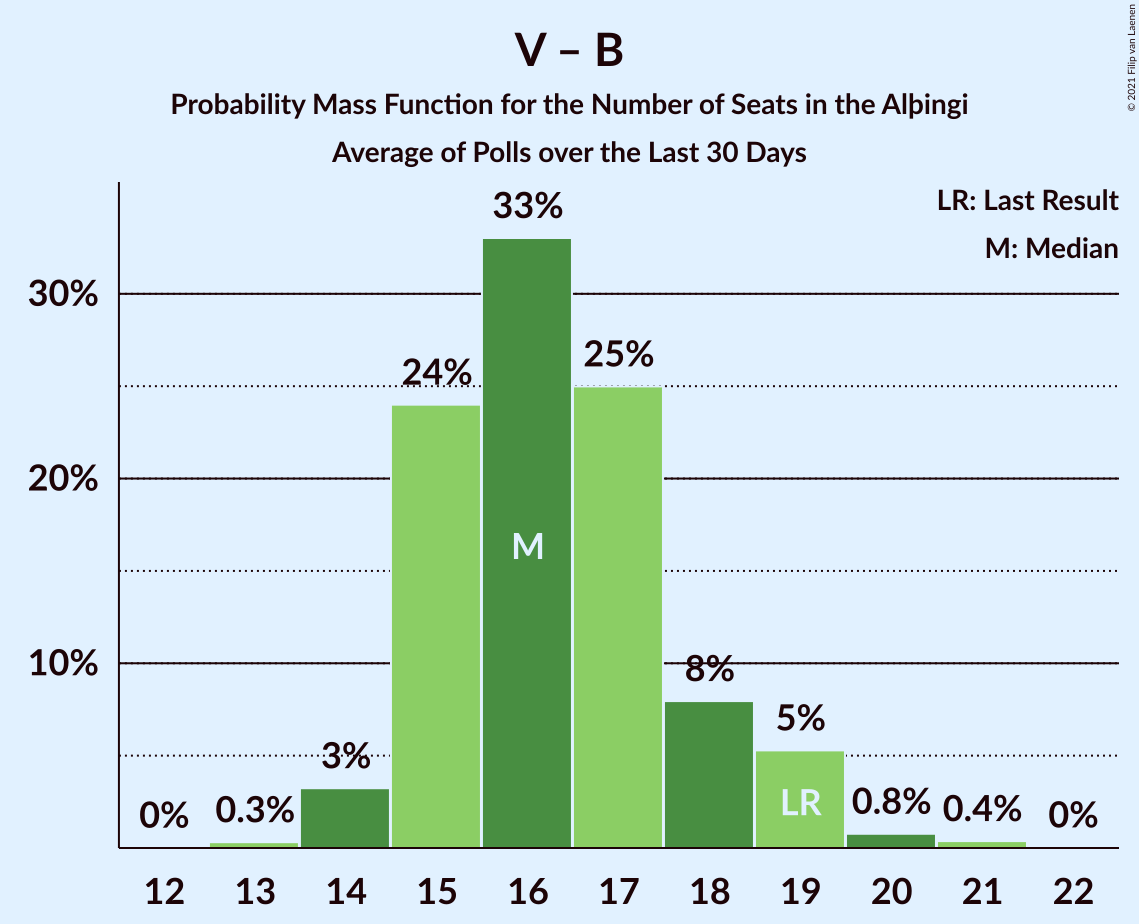 V – B
Probability Mass Function for the Number of Seats in the Alþingi
Average of Polls over the Last 30 Days
© 2021 Filip van Laenen
LR: Last Result
M: Median
33%
30%
25%
24%
20%
M
10%
8%
5%
3%
LR
0%
0.3%
0.8%
0.4%
0%
12 13 14 15 16 17 18 19 20 21 22